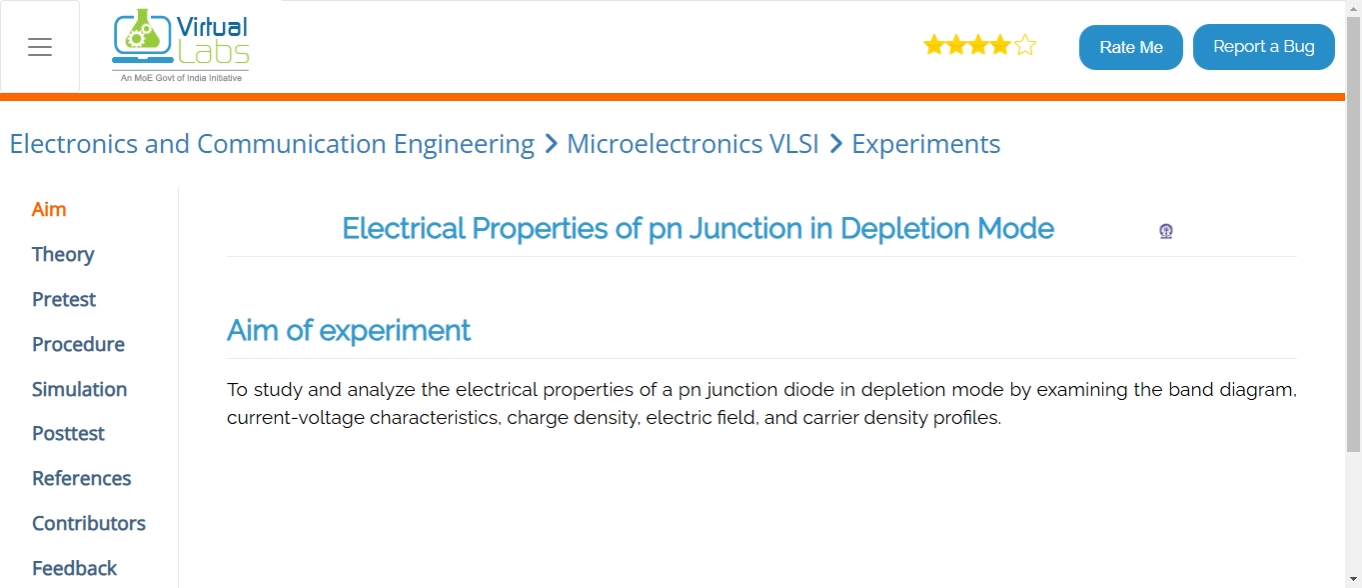 Virtual
Labs
An MoE Govt of India Initiative
Rate Me
Report a Bug
Electronics and Communication Engineering > Microelectronics VLSI > Experiments
Aim
Theory
Pretest
Procedure
Simulation
Posttest
References
Contributors
Feedback
Electrical Properties of pn Junction in Depletion Mode
Aim of experiment
To study and analyze the electrical properties of a pn junction diode in depletion mode by examining the band diagram,
current-voltage characteristics, charge density, electric field, and carrier density profiles.